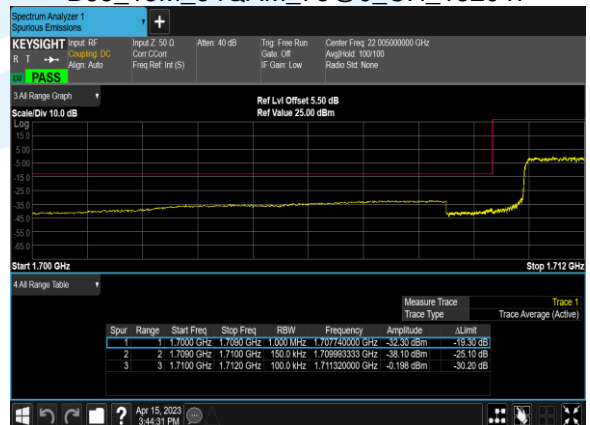 Spectrum Analyzer 1
Spurious Emissions
KEYSIGHT Input: RF Input Z: 50 Ω Atten: 40 dB Trig: Free Run Center Freq: 22.005000000 GHz
R T Coupling: DC Corr CCorr Gate: Off Avg|Hold: 100/100
Align: Auto Freq Ref: Int (S) IF Gain: Low Radio Std: None
PASS
3 All Range Graph
Ref Lvl Offset 5.50 dB
Scale/Div 10.0 dB Ref Value 25.00 dBm
Log
15.0
5.00
-5.00
-15.0
-25.0
-35.0
-45.0
-55.0
-65.0
Start 1.700 GHz Stop 1.712 GHz
4 All Range Table
Measure Trace Trace 1
Trace Type Trace Average (Active)
Spur Range Start Freq Stop Freq RBW Frequency Amplitude ΔLimit
1 1 1.7000 GHz 1.7090 GHz 1.000 MHz 1.707740000 GHz -32.30 dBm -19.30 dB
2 2 1.7090 GHz 1.7100 GHz 150.0 kHz 1.709993333 GHz -38.10 dBm -25.10 dB
3 3 1.7100 GHz 1.7120 GHz 100.0 kHz 1.711320000 GHz -0.198 dBm -30.20 dB
? Apr 15, 2023
3:44:31 PM